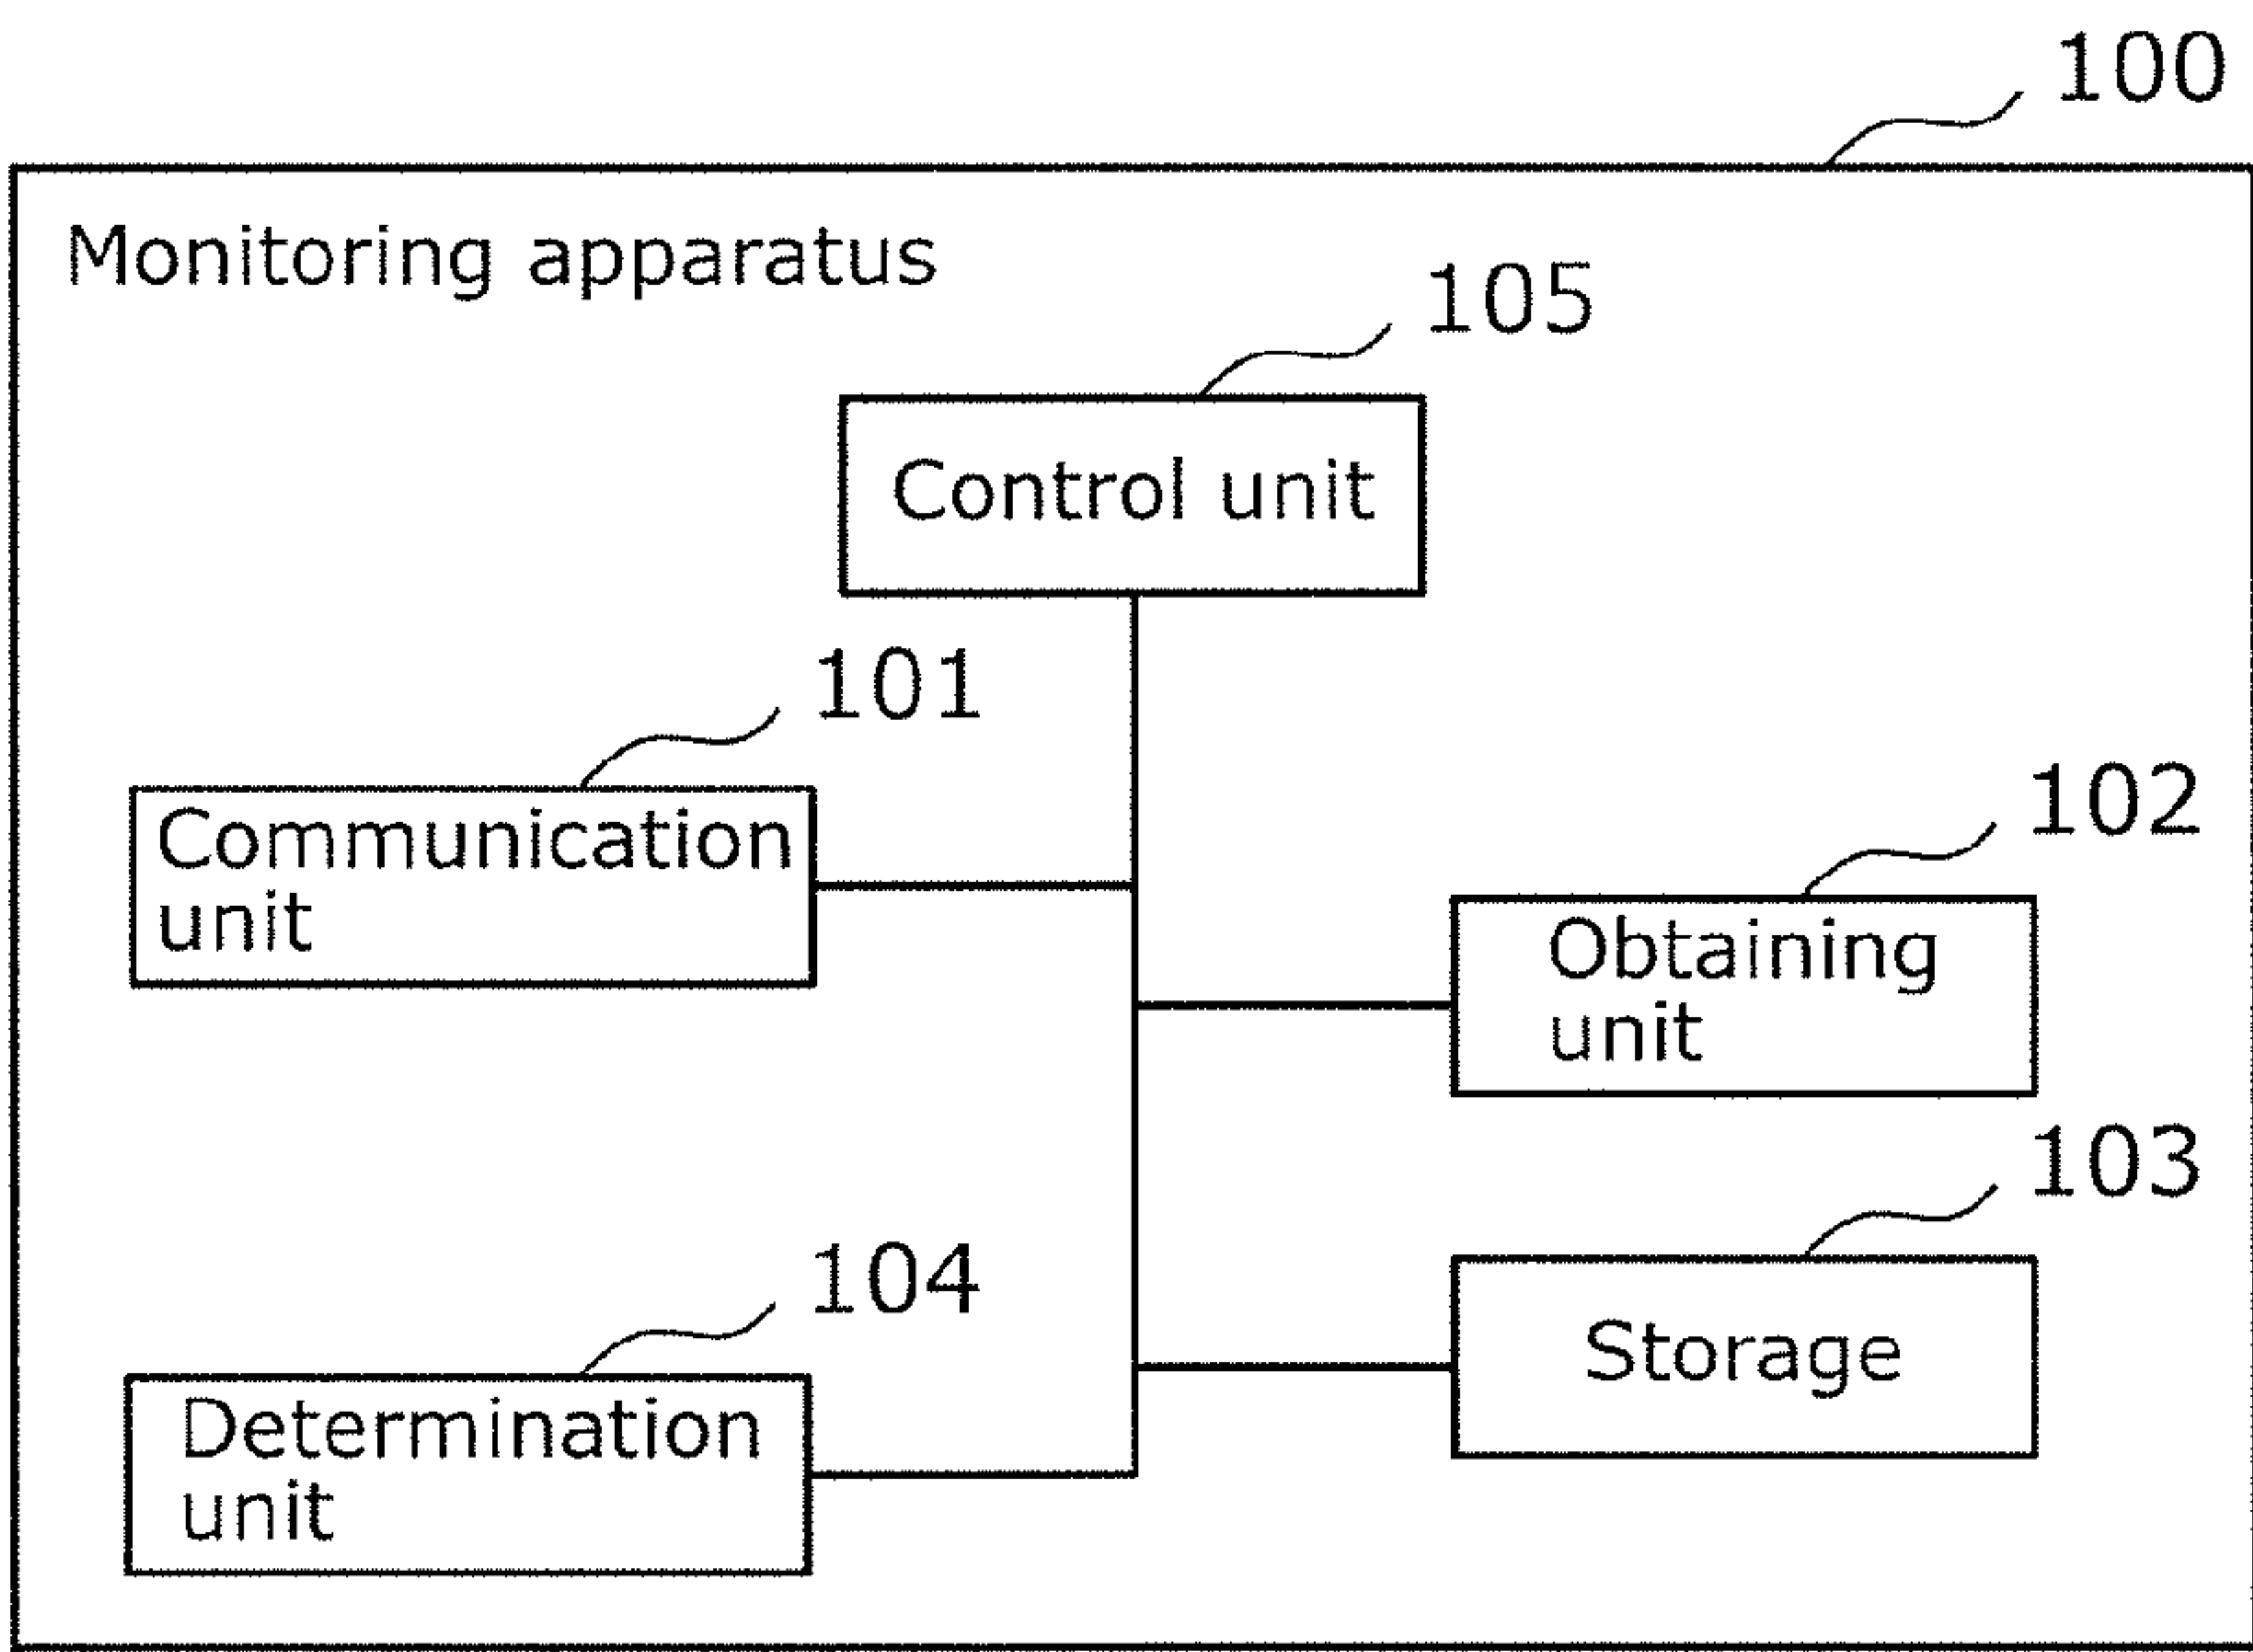 100
Monitoring apparatus
105
Control unit
101
Communication
unit
102
Obtaining
unit
103
Storage
104
Determination
unit